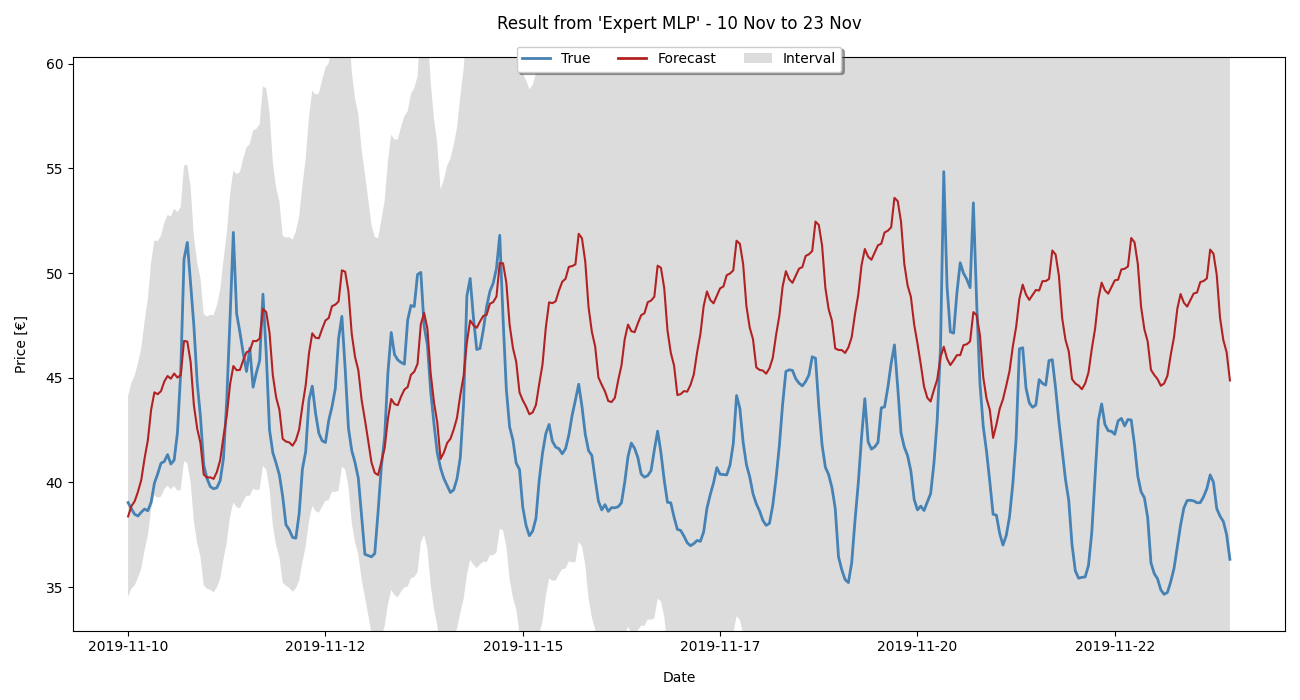 Result from 'Expert MLP' - 10 Nov to 23 Nov
True Forecast Interval
60
55
50
45
40
35
Price [€]
2019-11-10 2019-11-12 2019-11-15 2019-11-17 2019-11-20 2019-11-22
Date